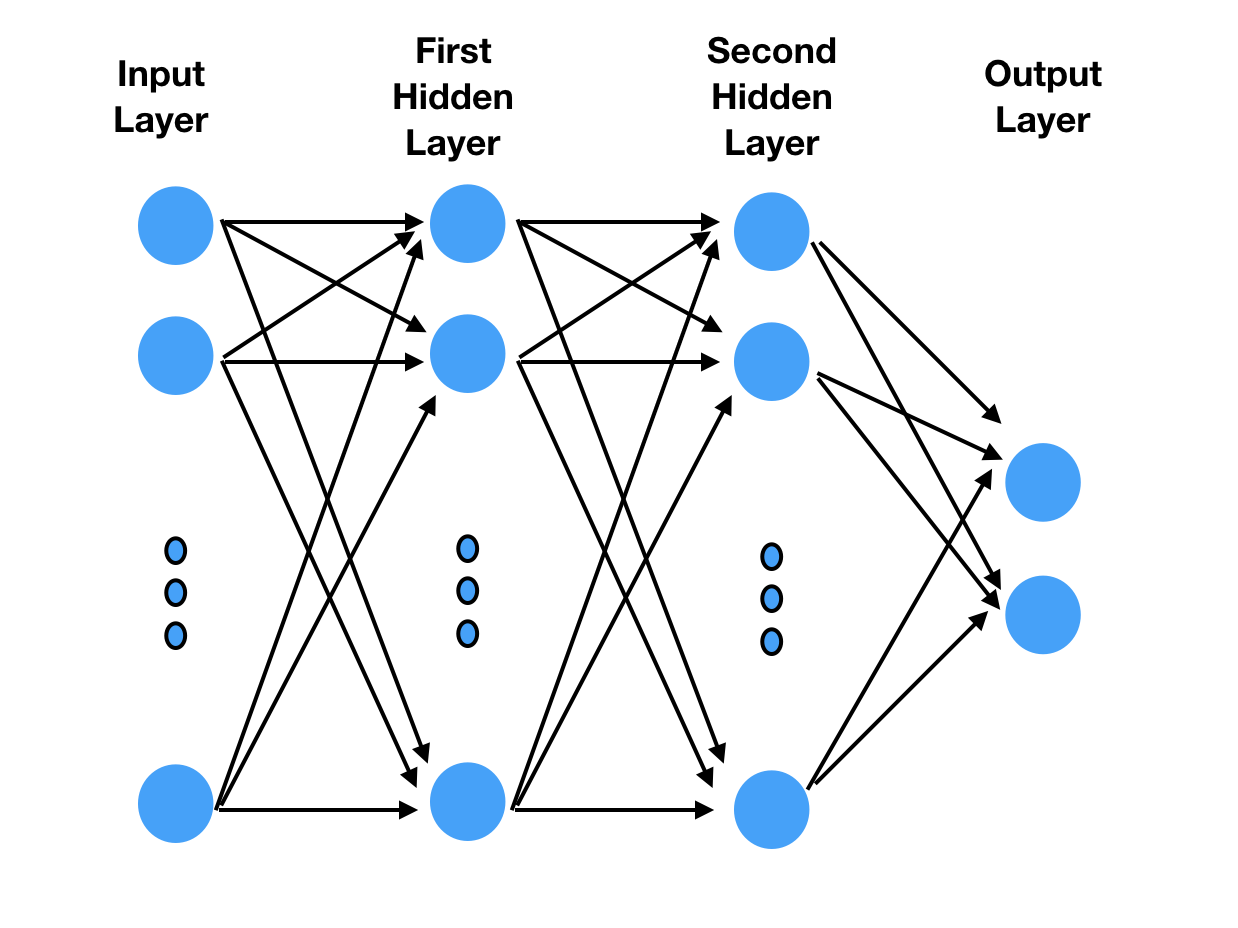 Input
Layer
First
Hidden
Layer
Second
Hidden
Layer
Output
Layer